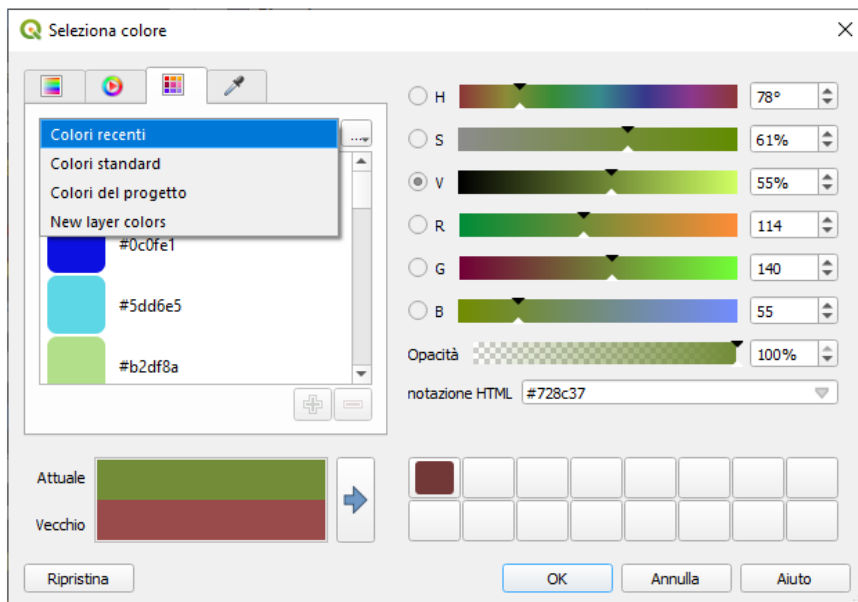 Seleziona colore
Colori recenti
...
Colori standard
Colori del progetto
New layer colors
#0c0fe1
#5dd6e5
#b2df8a
H 78°
S 61%
V 55%
R 114
G 140
B 55
Opacità 100%
notazione HTML #728c37
Attuale
Vecchio
Ripristina
OK
Annulla
Aiuto